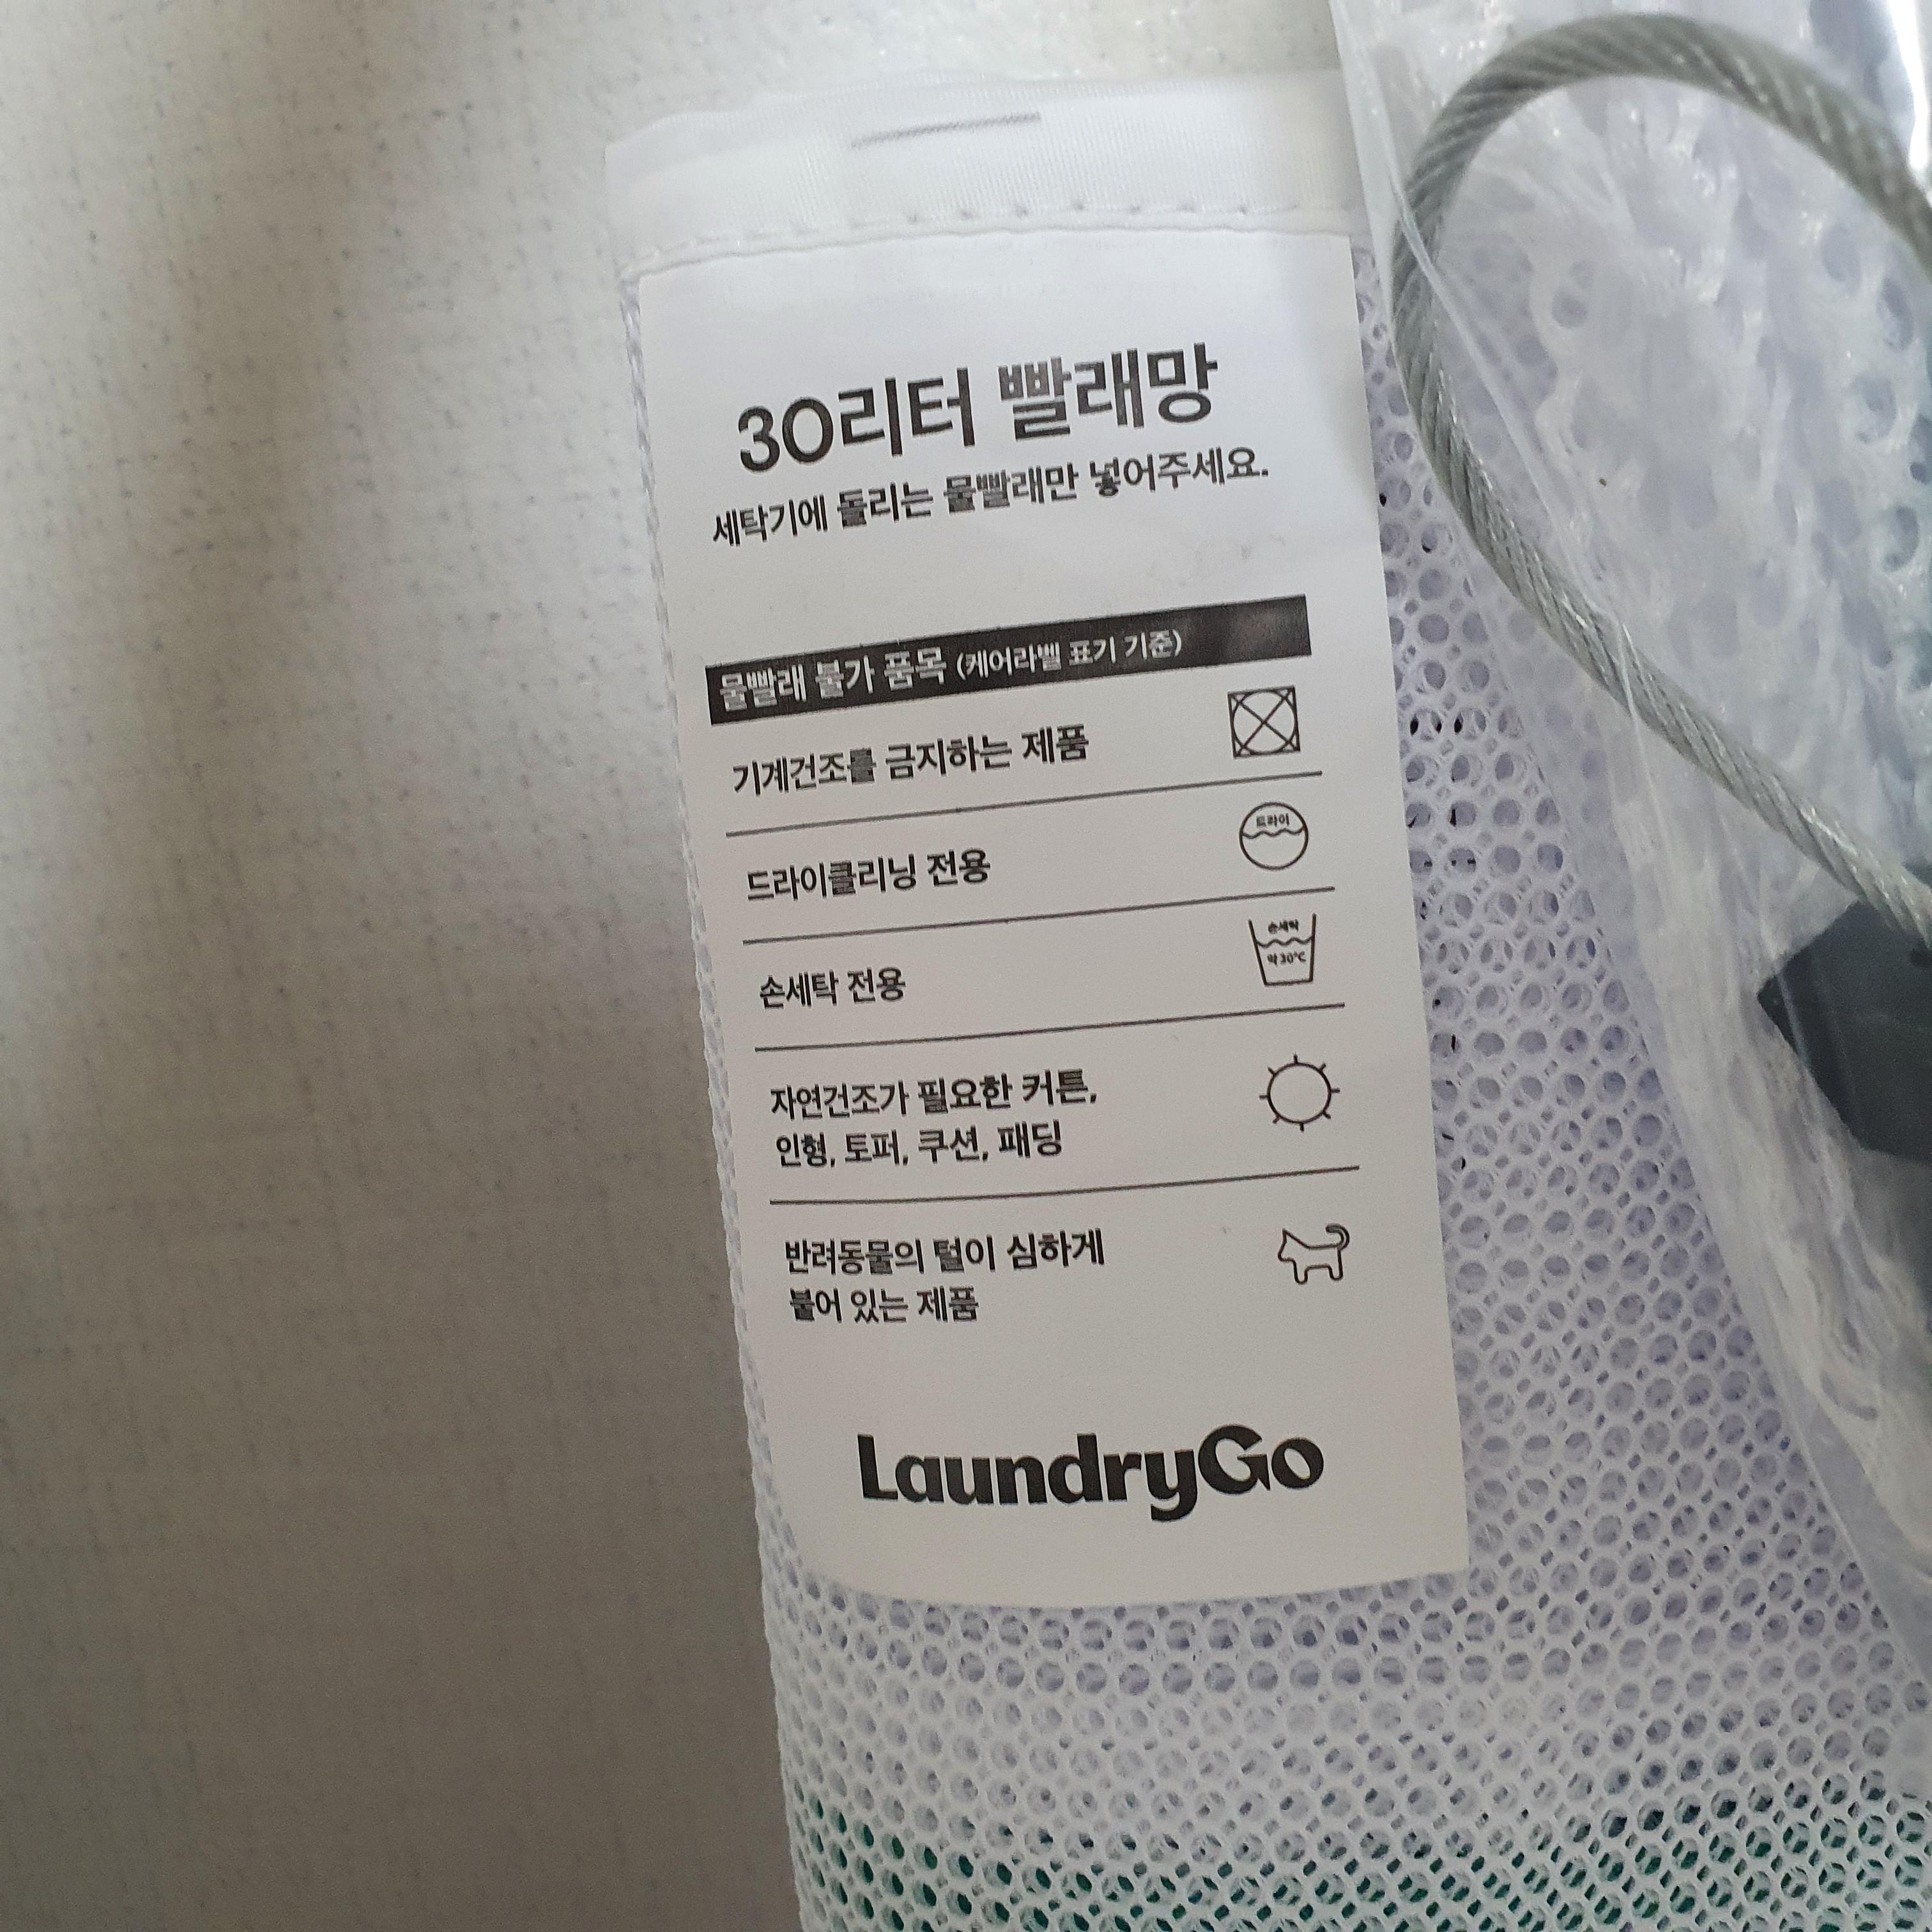 30리터 빨래망
세탁기에 돌리는 물빨래만 넣어주세요.
물빨래 불가 품목 (케어라벨 표기 기준)
기계건조를 금지하는 제품
드라이
드라이클리닝 전용
손세탁
약 30℃
손세탁 전용
자연건조가 필요한 커튼,
인형, 토퍼, 쿠션, 패딩
반려동물의 털이 심하게
붙어 있는 제품
LaundryGo